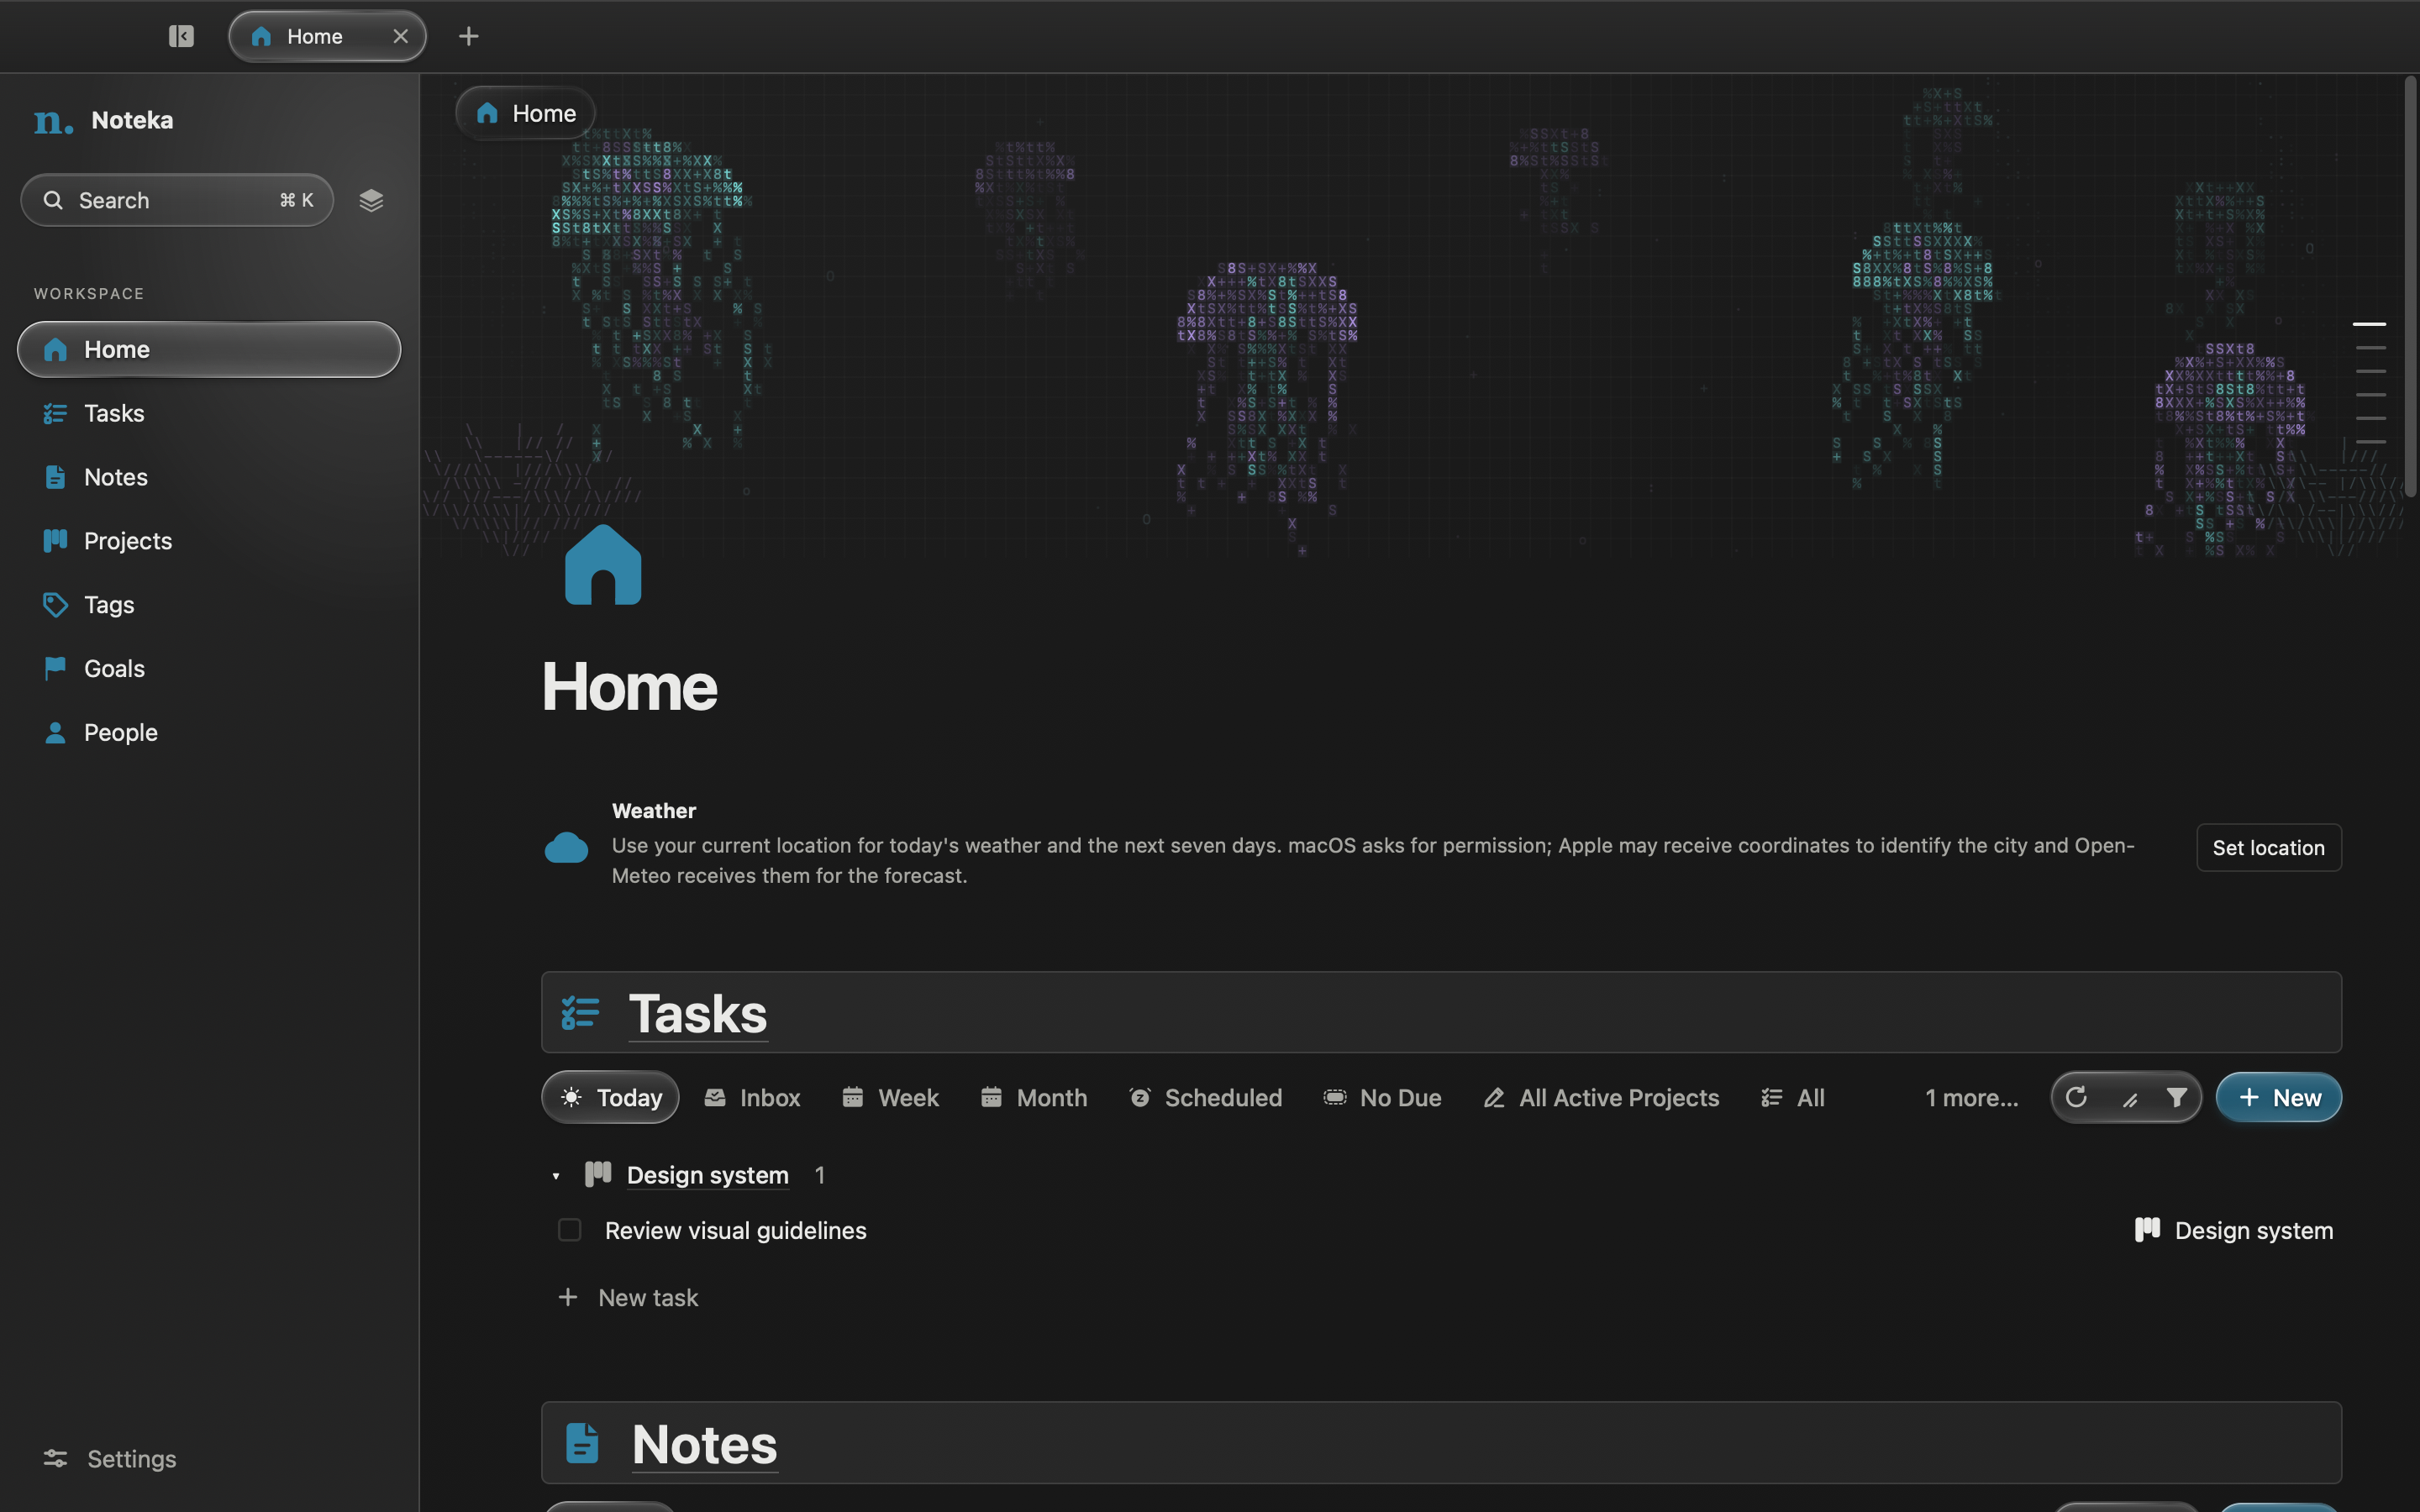 Home
n. Noteka
Search ⌘ K
WORKSPACE
Home
Tasks
Notes
Projects
Tags
Goals
People
Settings
Home
Home
Weather
Use your current location for today's weather and the next seven days. macOS asks for permission; Apple may receive coordinates to identify the city and Open-
Meteo receives them for the forecast.
Set location
Tasks
Today Inbox Week Month Scheduled No Due All Active Projects All 1 more... New
Design system 1
Review visual guidelines Design system
New task
Notes